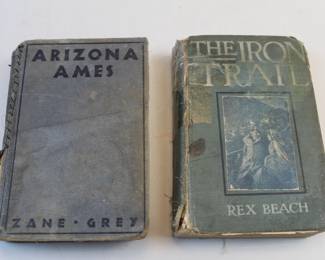 ARIZONA
AMES
ZANE · GREY
THE IRON
TRAIL
REX BEACH